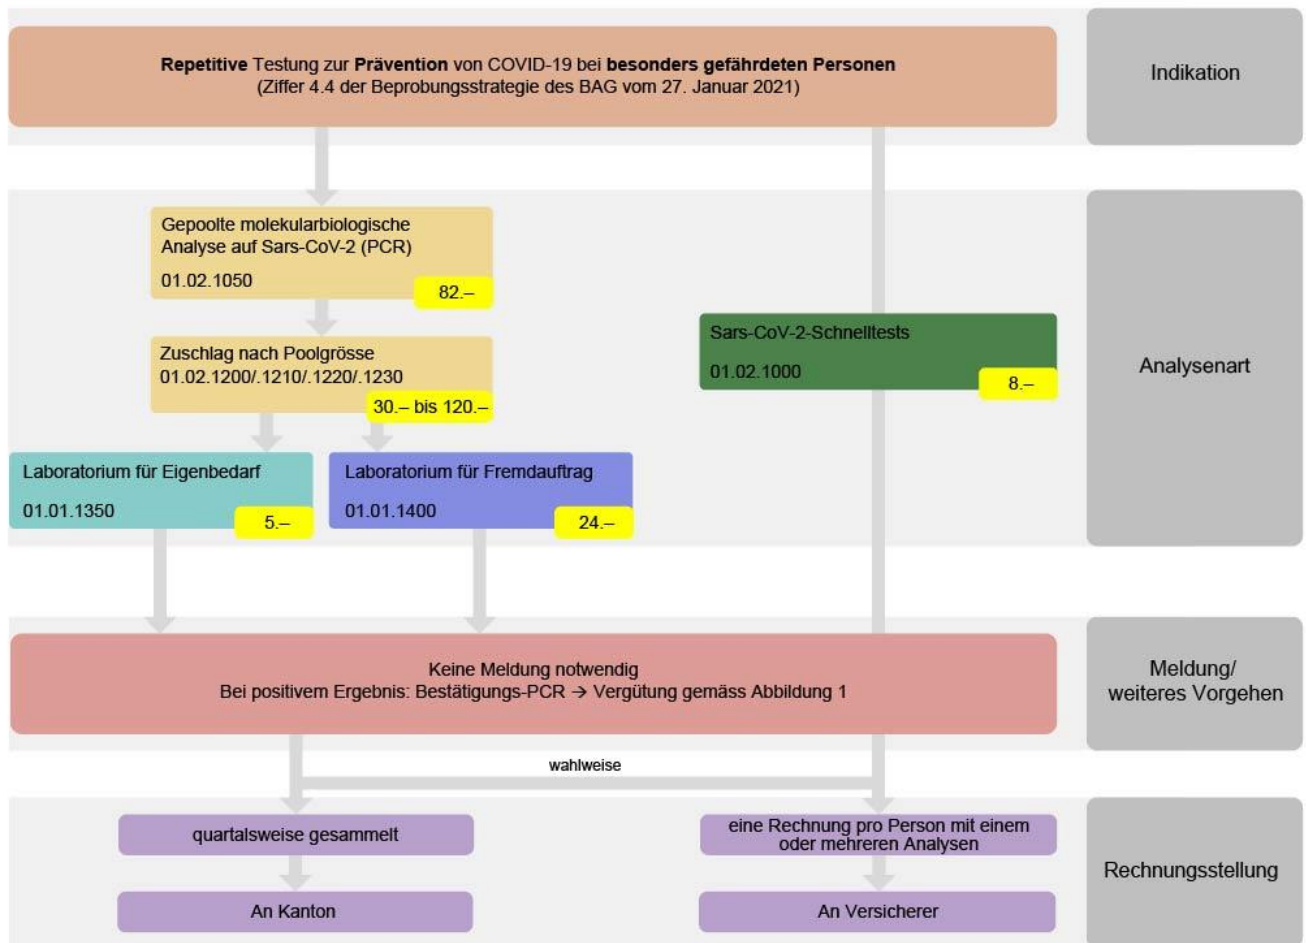 Repetitive Testung zur Prävention von COVID-19 bei besonders gefährdeten Personen
(Ziffer 4.4 der Beprobungsstrategie des BAG vom 27. Januar 2021)
Indikation
Gepoolte molekularbiologische
Analyse auf Sars-CoV-2 (PCR)
01.02.1050
82.–
Zuschlag nach Poolgrösse
01.02.1200/.1210/.1220/.1230
30.– bis 120.–
Sars-CoV-2-Schnelltests
01.02.1000
8.–
Analysenart
Laboratorium für Eigenbedarf
01.01.1350
5.–
Laboratorium für Fremdauftrag
01.01.1400
24.–
Keine Meldung notwendig
Bei positivem Ergebnis: Bestätigungs-PCR → Vergütung gemäss Abbildung 1
Meldung/
weiteres Vorgehen
wahlweise
quartalsweise gesammelt
eine Rechnung pro Person mit einem
oder mehreren Analysen
Rechnungsstellung
An Kanton
An Versicherer